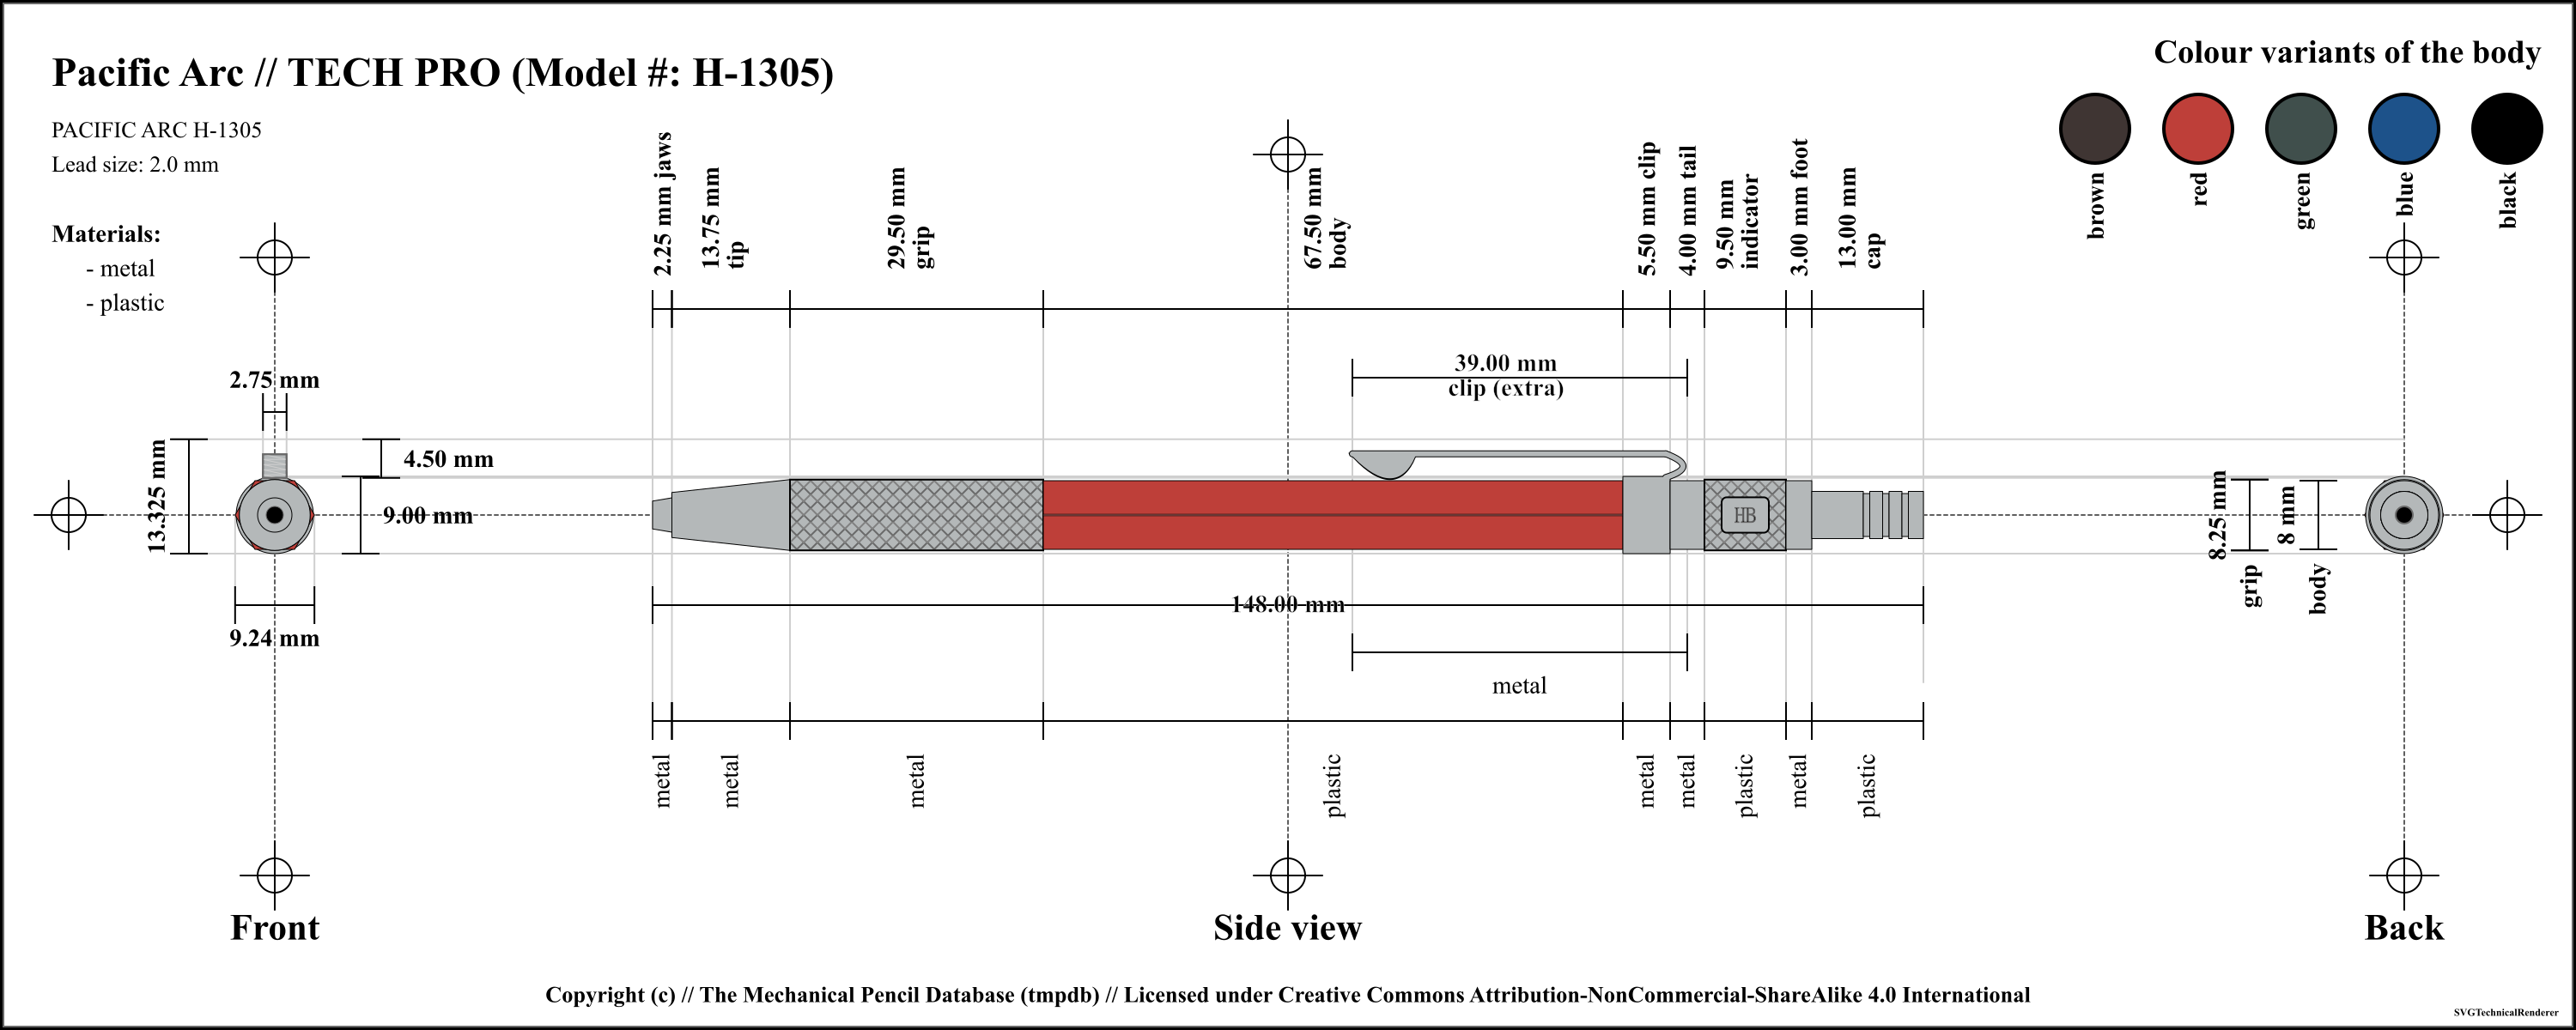 Pacific Arc // TECH PRO (Model #: H-1305)
PACIFIC ARC H-1305
Lead size: 2.0 mm
Materials:
- metal
- plastic
Colour variants of the body
brown
red
green
blue
black
2.25 mm jaws
13.75 mm
tip
29.50 mm
grip
67.50 mm
body
5.50 mm clip
4.00 mm tail
9.50 mm
indicator
3.00 mm foot
13.00 mm
cap
39.00 mm
clip (extra)
2.75 mm
13.325 mm
4.50 mm
9.00 mm
9.24 mm
HB
8.25 mm
grip
8 mm
body
148.00 mm
metal
metal
metal
metal
plastic
metal
metal
plastic
metal
plastic
Front
Side view
Back
Copyright (c) // The Mechanical Pencil Database (tmpdb) // Licensed under Creative Commons Attribution-NonCommercial-ShareAlike 4.0 International
SVGTechnicalRenderer